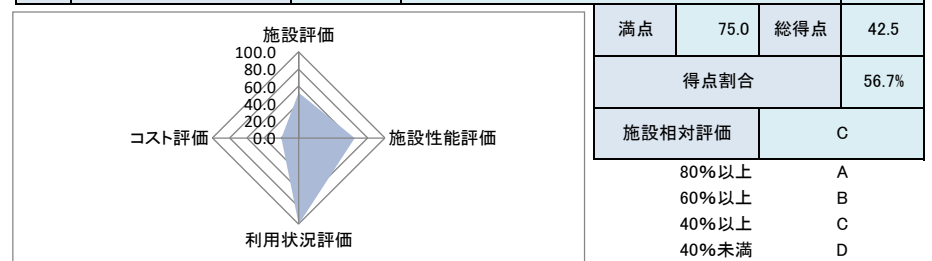 施設評価
100.0
80.0
60.0
40.0
20.0
0.0
コスト評価
施設性能評価
利用状況評価
満点 75.0 総得点 42.5
得点割合 56.7%
施設相対評価 C
80%以上 A
60%以上 B
40%以上 C
40%未満 D